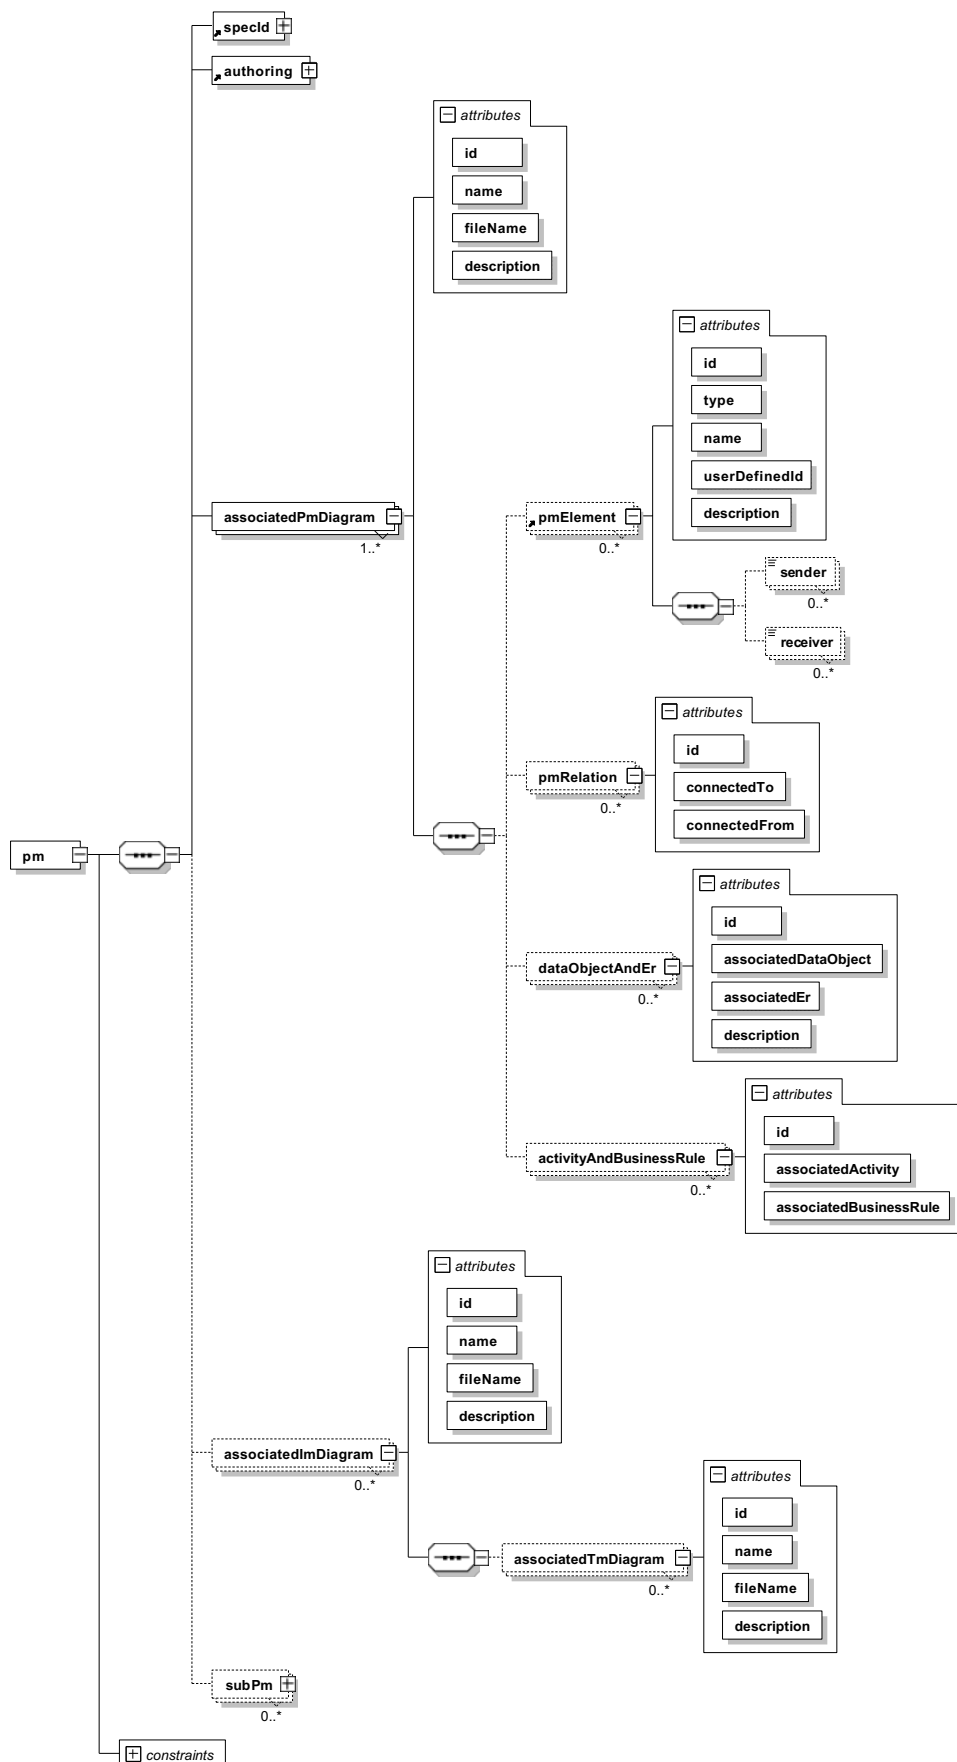 specId
authoring
attributes
id
name
fileName
description
attributes
id
type
name
userDefinedId
description
associatedPmDiagram
1..*
pmElement
0..*
sender
0..*
receiver
0..*
attributes
id
connectedTo
connectedFrom
pmRelation
0..*
pm
attributes
id
associatedDataObject
associatedEr
description
dataObjectAndEr
0..*
attributes
id
associatedActivity
associatedBusinessRule
activityAndBusinessRule
0..*
attributes
id
name
fileName
description
associatedImDiagram
0..*
attributes
id
name
fileName
description
associatedTmDiagram
0..*
subPm
0..*
constraints